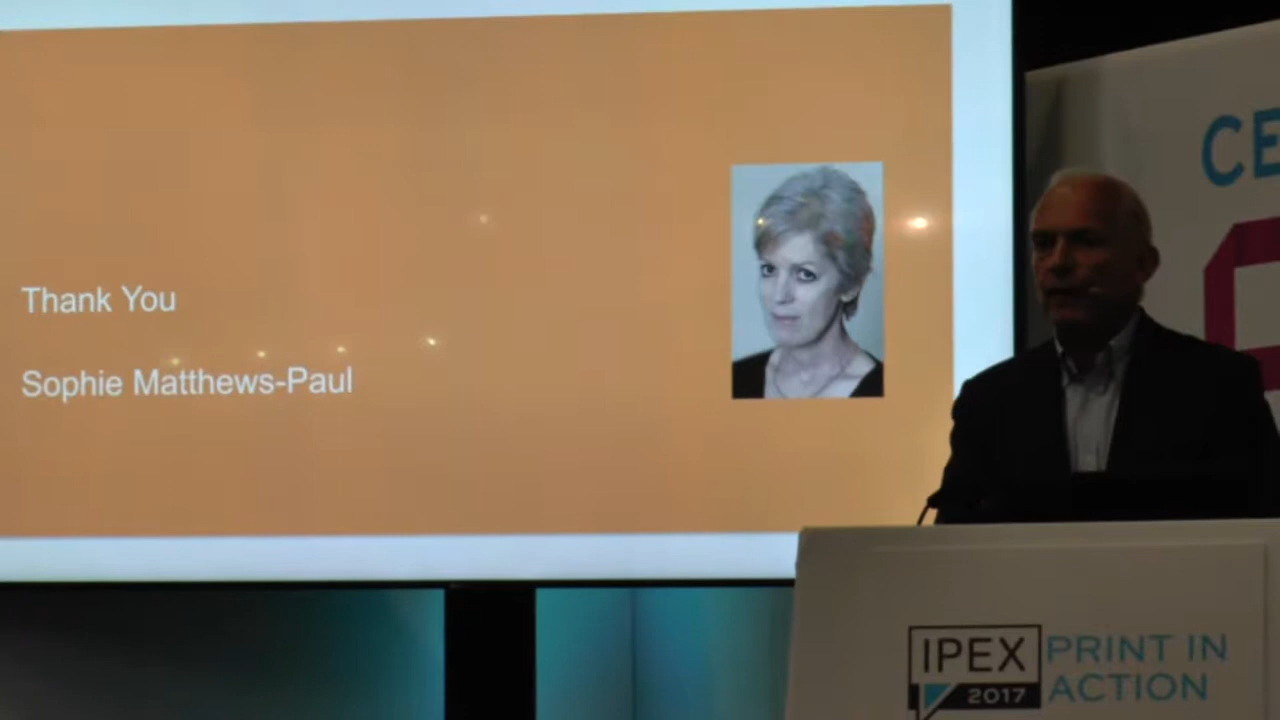 Thank You
Sophie Matthews-Paul
CE
IPEX
2017
PRINT IN
ACTION